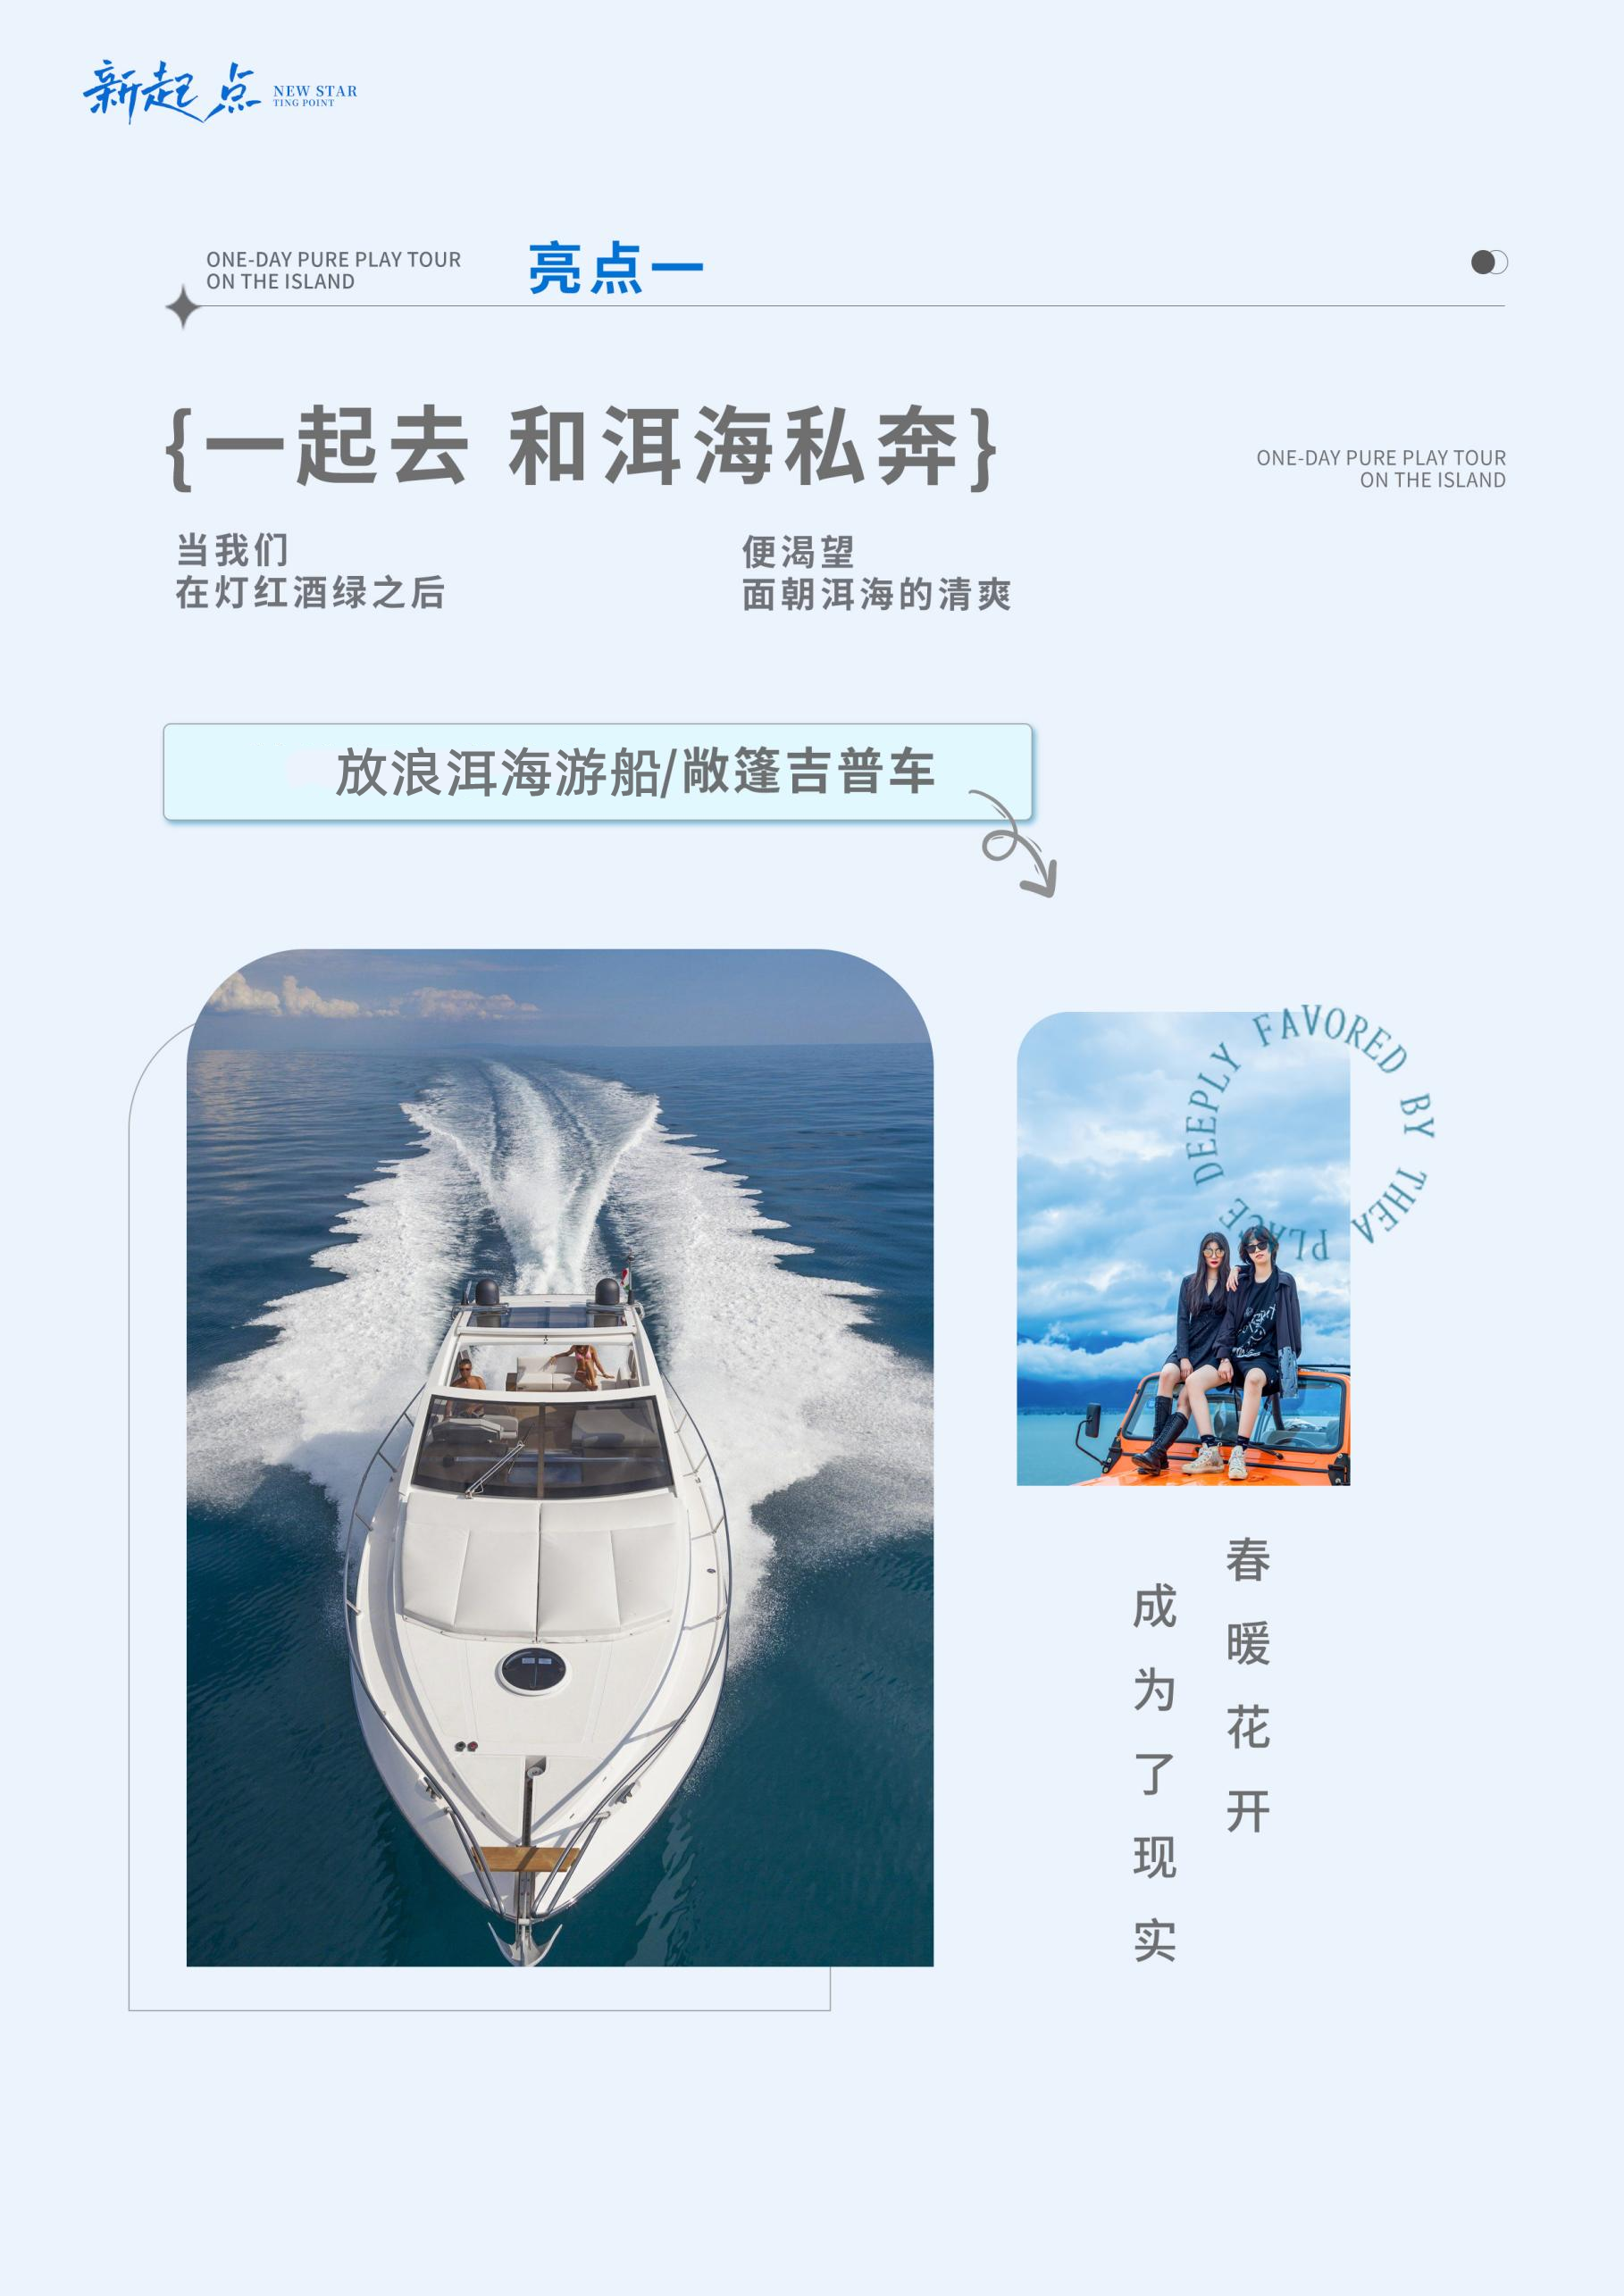 新起点
NEW STAR
TING POINT
ONE-DAY PURE PLAY TOUR
ON THE ISLAND
亮点一
{一起去 和洱海私奔}
ONE-DAY PURE PLAY TOUR
ON THE ISLAND
当我们
在灯红酒绿之后
便渴望
面朝洱海的清爽
放浪洱海游船/敞篷吉普车
DEEPLY FAVORED BY THEA PLACE
春暖花开
成为了现实